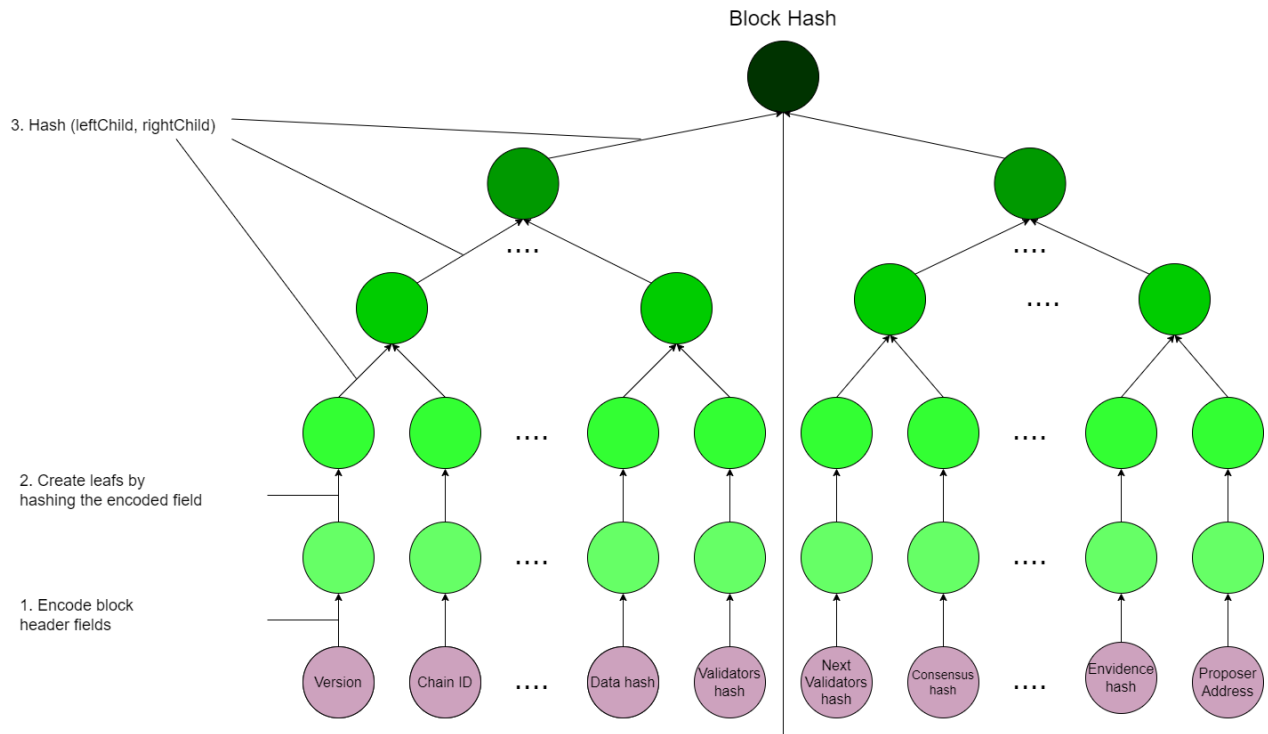 Block Hash
3. Hash (leftChild, rightChild)
....
....
....
....
....
2. Create leafs by
hashing the encoded field
....
....
1. Encode block
header fields
Version
Chain ID
....
Data hash
Validators
hash
Next
Validators
hash
Consensus
hash
....
Envidence
hash
Proposer
Address